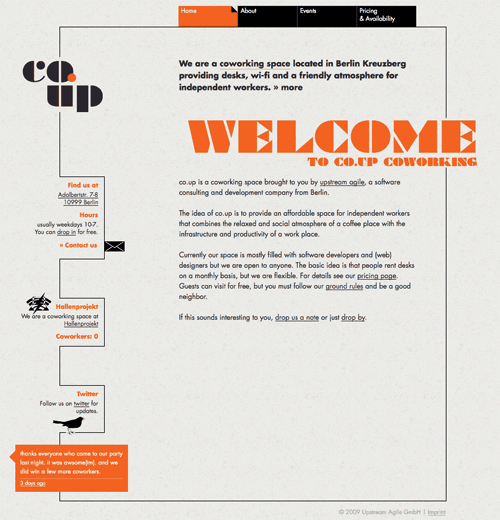 Home
About
Events
Pricing
& Availability
co.
up
We are a coworking space located in Berlin Kreuzberg
providing desks, wi-fi and a friendly atmosphere for
independent workers. » more
WELCOME
TO CO.UP COWORKING
co.up is a coworking space brought to you by upstream agile, a software
consulting and development company from Berlin.
The idea of co.up is to provide an affordable space for independent workers
that combines the relaxed and social atmosphere of a coffee place with the
infrastructure and productivity of a work place.
Currently our space is mostly filled with software developers and (web)
designers but we are open to anyone. The basic idea is that people rent desks
on a monthly basis, but we are flexible. For details see our pricing page.
Guests can visit for free, but you must follow our ground rules and be a good
neighbor.
If this sounds interesting to you, drop us a note or just drop by.
Find us at
Adalbertstr. 7-8
10999 Berlin
Hours
usually weekdays 10-7.
You can drop in for free.
» Contact us
Hallenprojekt
We are a coworking space at
Hallenprojekt
Coworkers: 0
Twitter
Follow us on twitter for
updates.
thanks everyone who came to our party
last night. it was awsome(tm). and we
did win a few more coworkers.
3 days ago
© 2009 Upstream Agile GmbH | Imprint